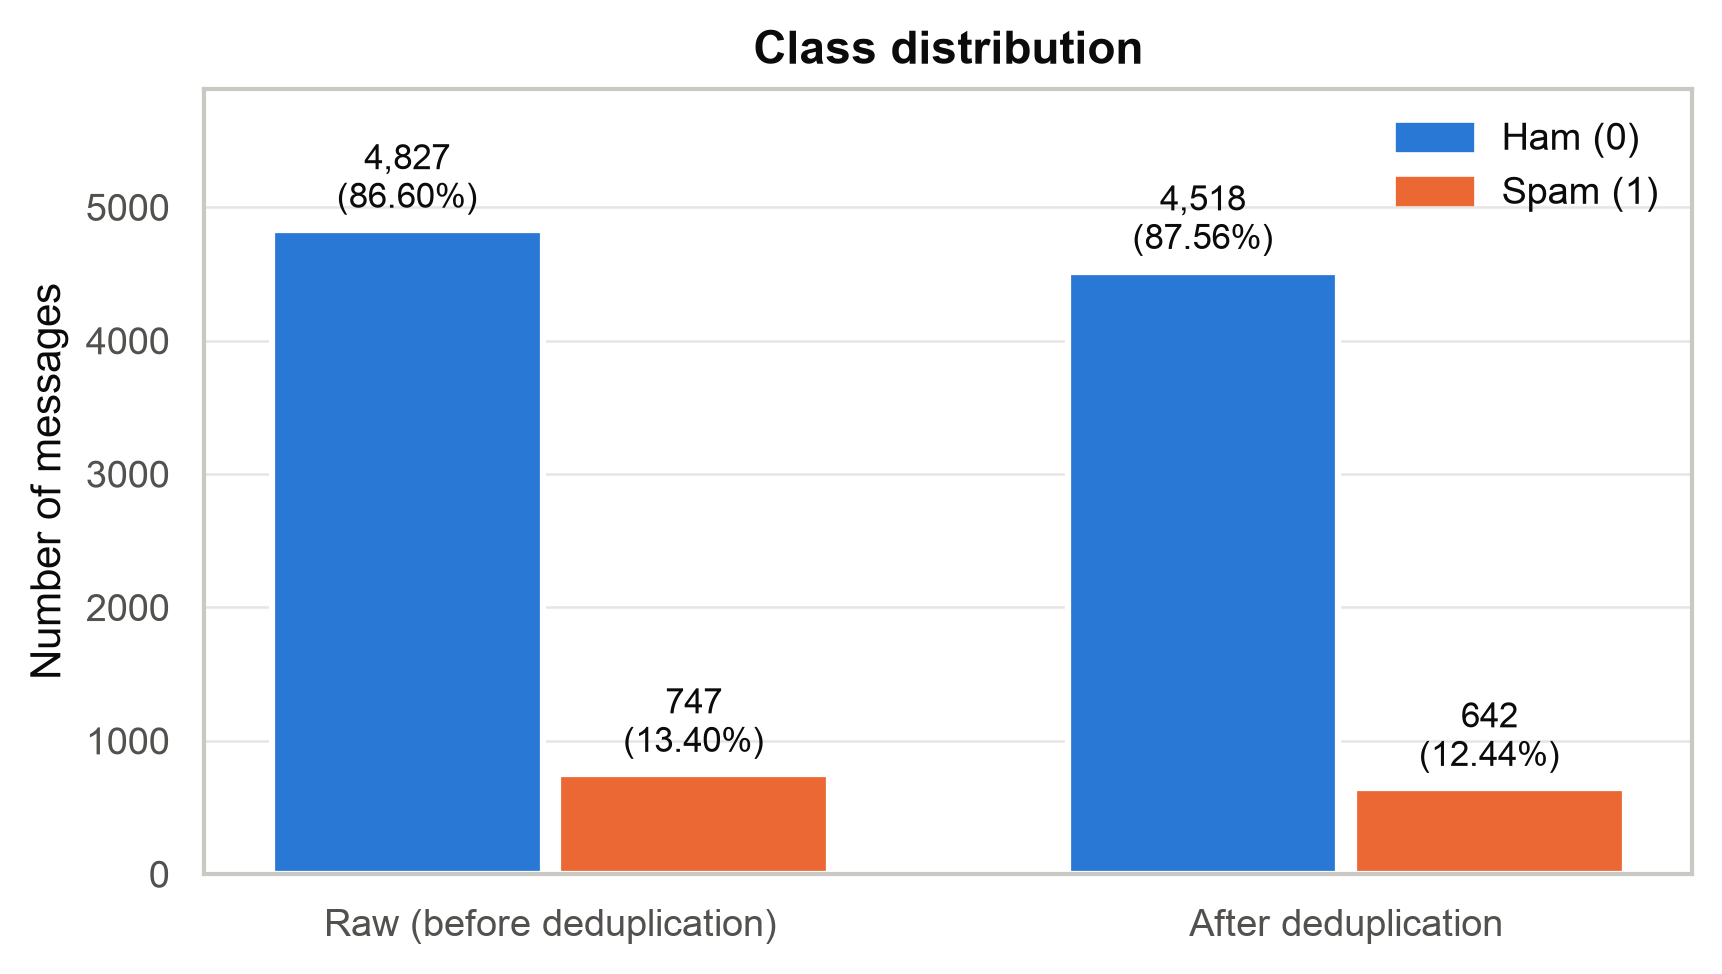 Class distribution
Ham (0)
Spam (1)
Number of messages
5000
4000
3000
2000
1000
0
4,827
(86.60%)
747
(13.40%)
4,518
(87.56%)
642
(12.44%)
Raw (before deduplication)
After deduplication